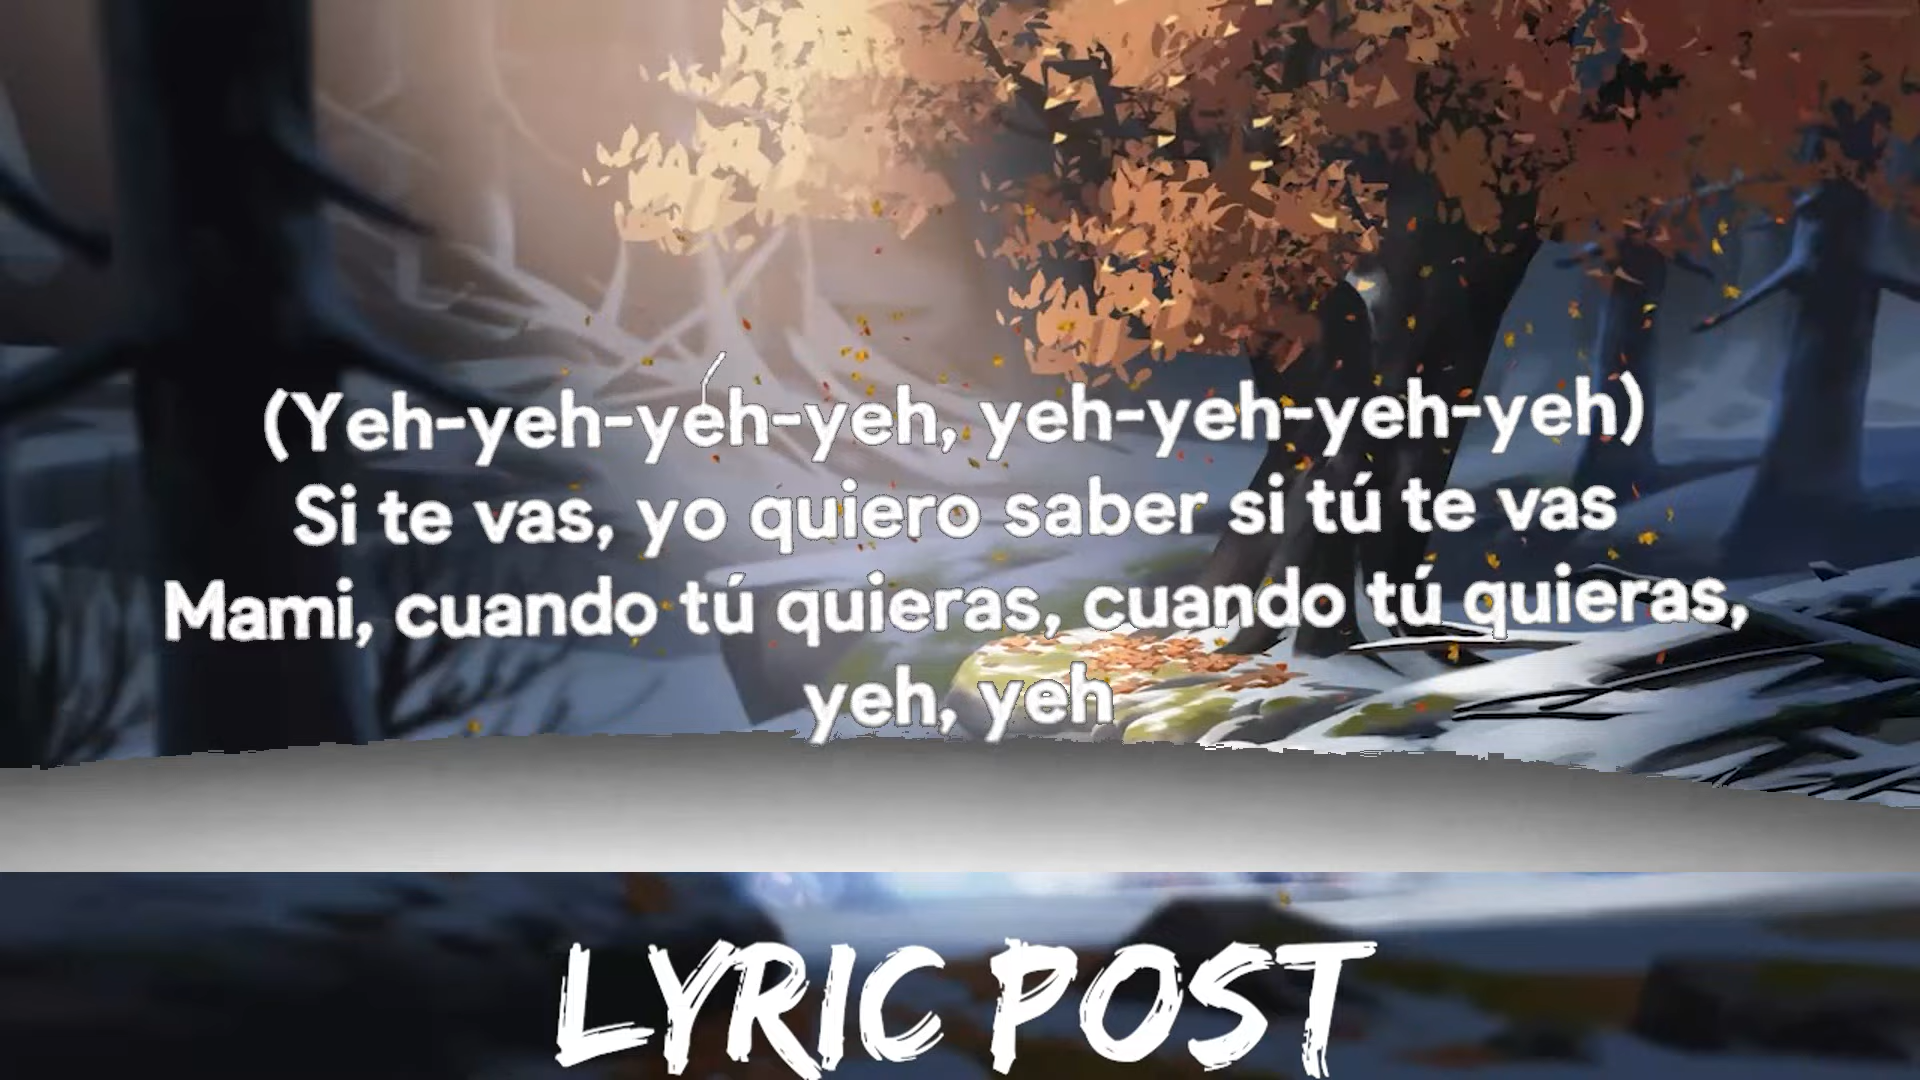 (Yeh-yeh-yeh-yeh, yeh-yeh-yeh-yeh)
Si te vas, yo quiero saber si tú te vas
Mami, cuando tú quieras, cuando tú quieras,
yeh, yeh
LYRIC POST